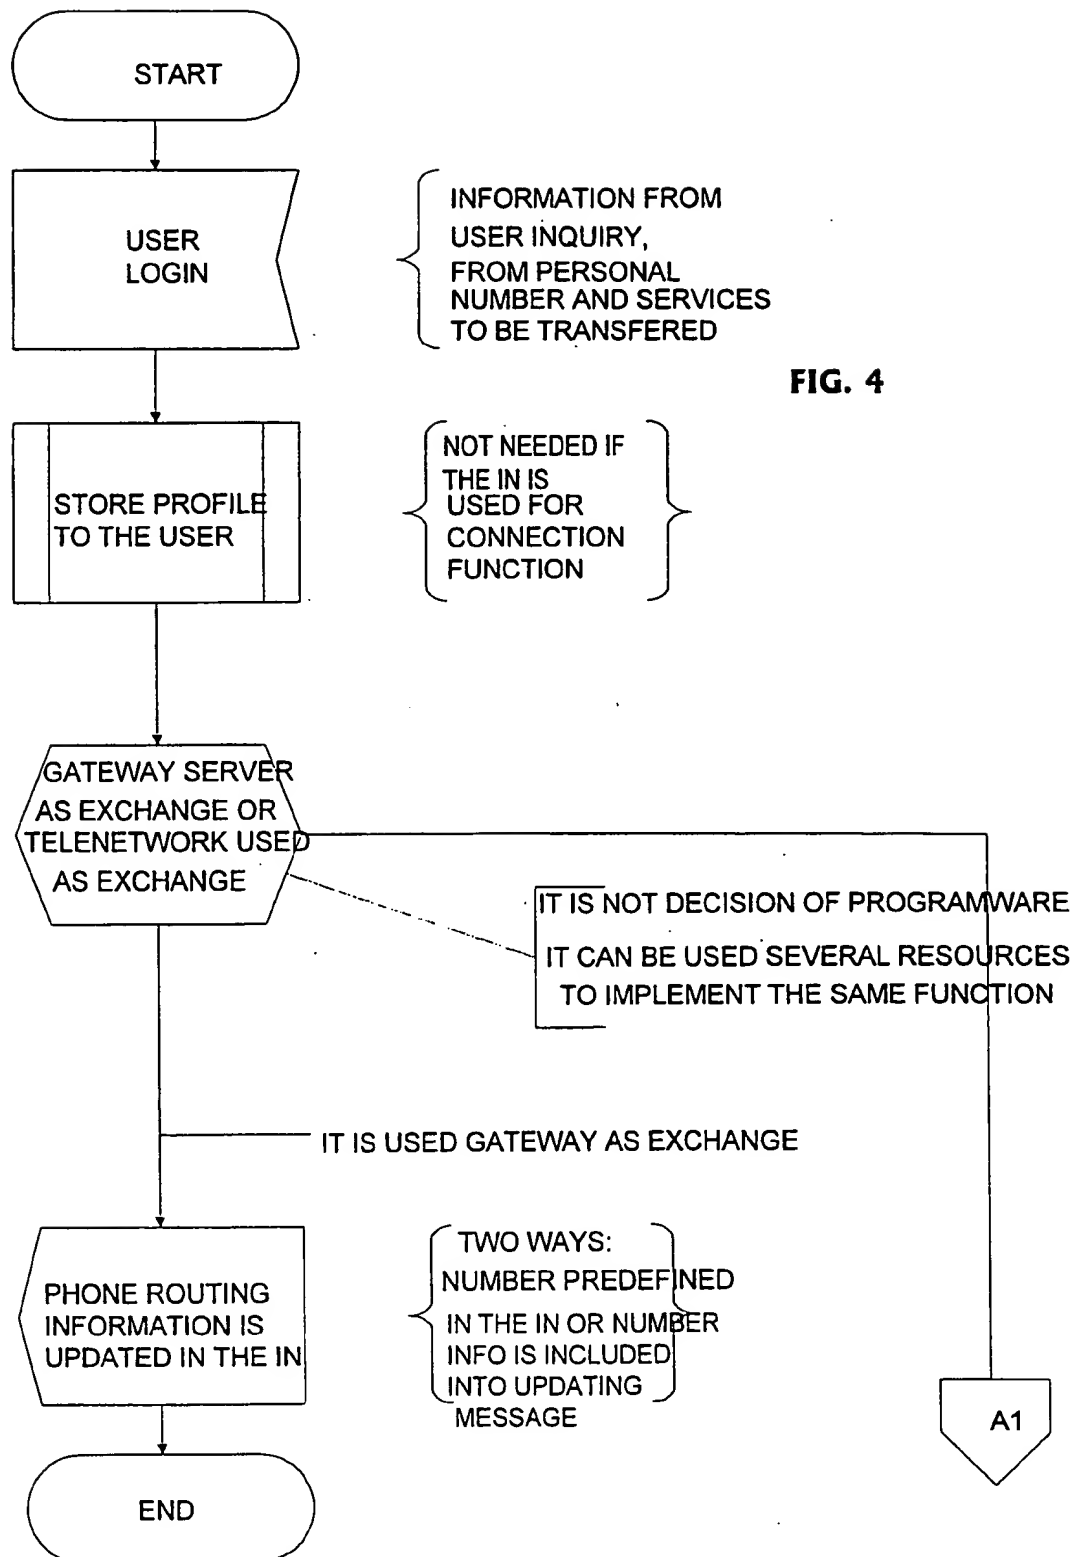 START
USER
LOGIN
INFORMATION FROM
USER INQUIRY,
FROM PERSONAL
NUMBER AND SERVICES
TO BE TRANSFERED
FIG. 4
STORE PROFILE
TO THE USER
NOT NEEDED IF
THE IN IS
USED FOR
CONNECTION
FUNCTION
GATEWAY SERVER
AS EXCHANGE OR
TELENETWORK USED
AS EXCHANGE
IT IS NOT DECISION OF PROGRAMWARE
IT CAN BE USED SEVERAL RESOURCES
TO IMPLEMENT THE SAME FUNCTION
IT IS USED GATEWAY AS EXCHANGE
PHONE ROUTING
INFORMATION IS
UPDATED IN THE IN
TWO WAYS:
NUMBER PREDEFINED
IN THE IN OR NUMBER
INFO IS INCLUDED
INTO UPDATING
MESSAGE
A1
END